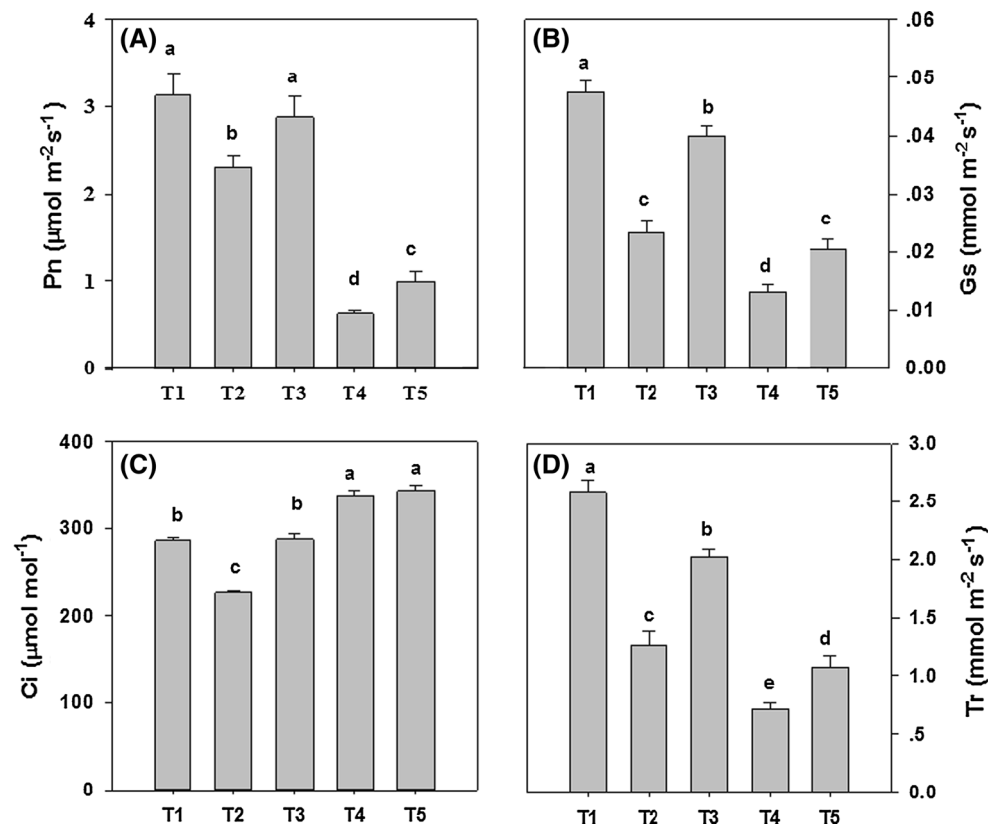 (A)
4
3
2
1
0
Pn (µmol m⁻² s⁻¹)
a
b
a
d
c
T1 T2 T3 T4 T5
(B)
.06
.05
.04
.03
.02
.01
0.00
Gs (mmol m⁻² s⁻¹)
a
c
b
d
c
T1 T2 T3 T4 T5
(C)
400
300
200
100
0
Ci (µmol mol⁻¹)
b
c
b
a
a
T1 T2 T3 T4 T5
(D)
3.0
2.5
2.0
1.5
1.0
.5
0.0
Tr (mmol m⁻² s⁻¹)
a
c
b
e
d
T1 T2 T3 T4 T5